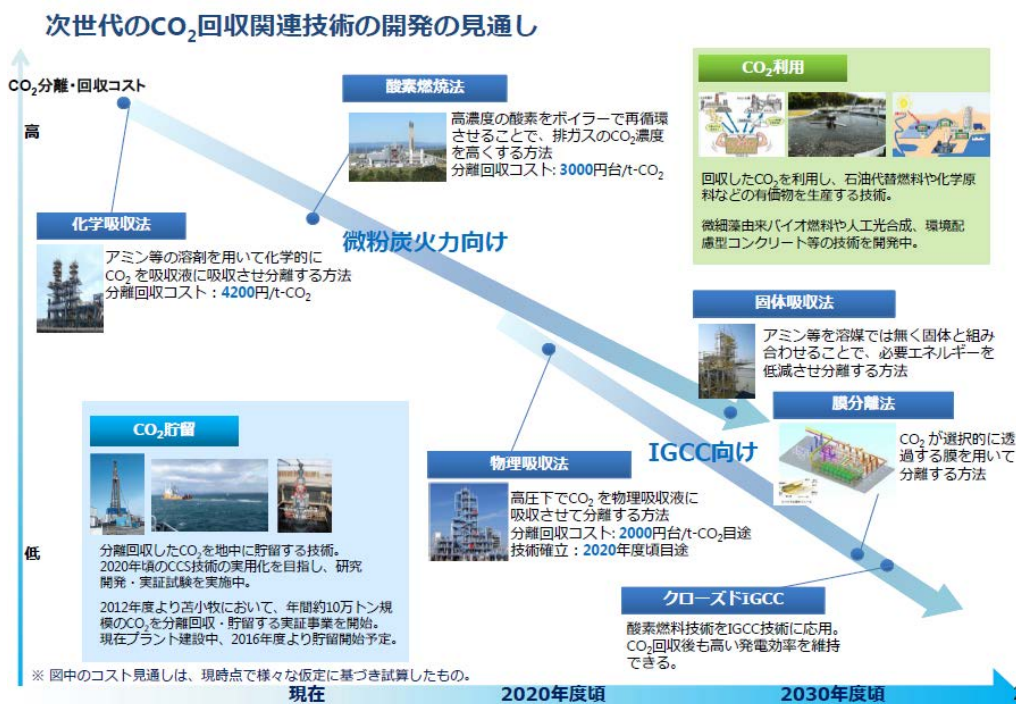 次世代のCO₂回収関連技術の開発の見通し
CO₂分離・回収コスト
高
低
化学吸収法
アミン等の溶剤を用いて化学的に
CO₂ を吸収液に吸収させ分離する方法
分離回収コスト：4200円/t-CO₂
酸素燃焼法
高濃度の酸素をボイラーで再循環
させることで、排ガスのCO₂濃度
を高くする方法
分離回収コスト: 3000円台/t-CO₂
微粉炭火力向け
CO₂利用
回収したCO₂を利用し、石油代替燃料や化学原
料などの有価物を生産する技術。
微細藻由来バイオ燃料や人工光合成、環境配
慮型コンクリート等の技術を開発中。
固体吸収法
アミン等を溶媒では無く固体と組み
合わせることで、必要エネルギーを
低減させ分離する方法
膜分離法
CO₂ が選択的に透
過する膜を用いて
分離する方法
IGCC向け
物理吸収法
高圧下でCO₂ を物理吸収液に
吸収させて分離する方法
分離回収コスト: 2000円台/t-CO₂目途
技術確立：2020年度頃目途
クローズドIGCC
酸素燃料技術をIGCC技術に応用。
CO₂回収後も高い発電効率を維持
できる。
CO₂貯留
分離回収したCO₂を地中に貯留する技術。
2020年頃のCCS技術の実用化を目指し、研究
開発・実証試験を実施中。
2012年度より苫小牧において、年間約10万トン規
模のCO₂を分離回収・貯留する実証事業を開始。
現在プラント建設中、2016年度より貯留開始予定。
※ 図中のコスト見通しは、現時点で様々な仮定に基づき試算したもの。
現在
2020年度頃
2030年度頃